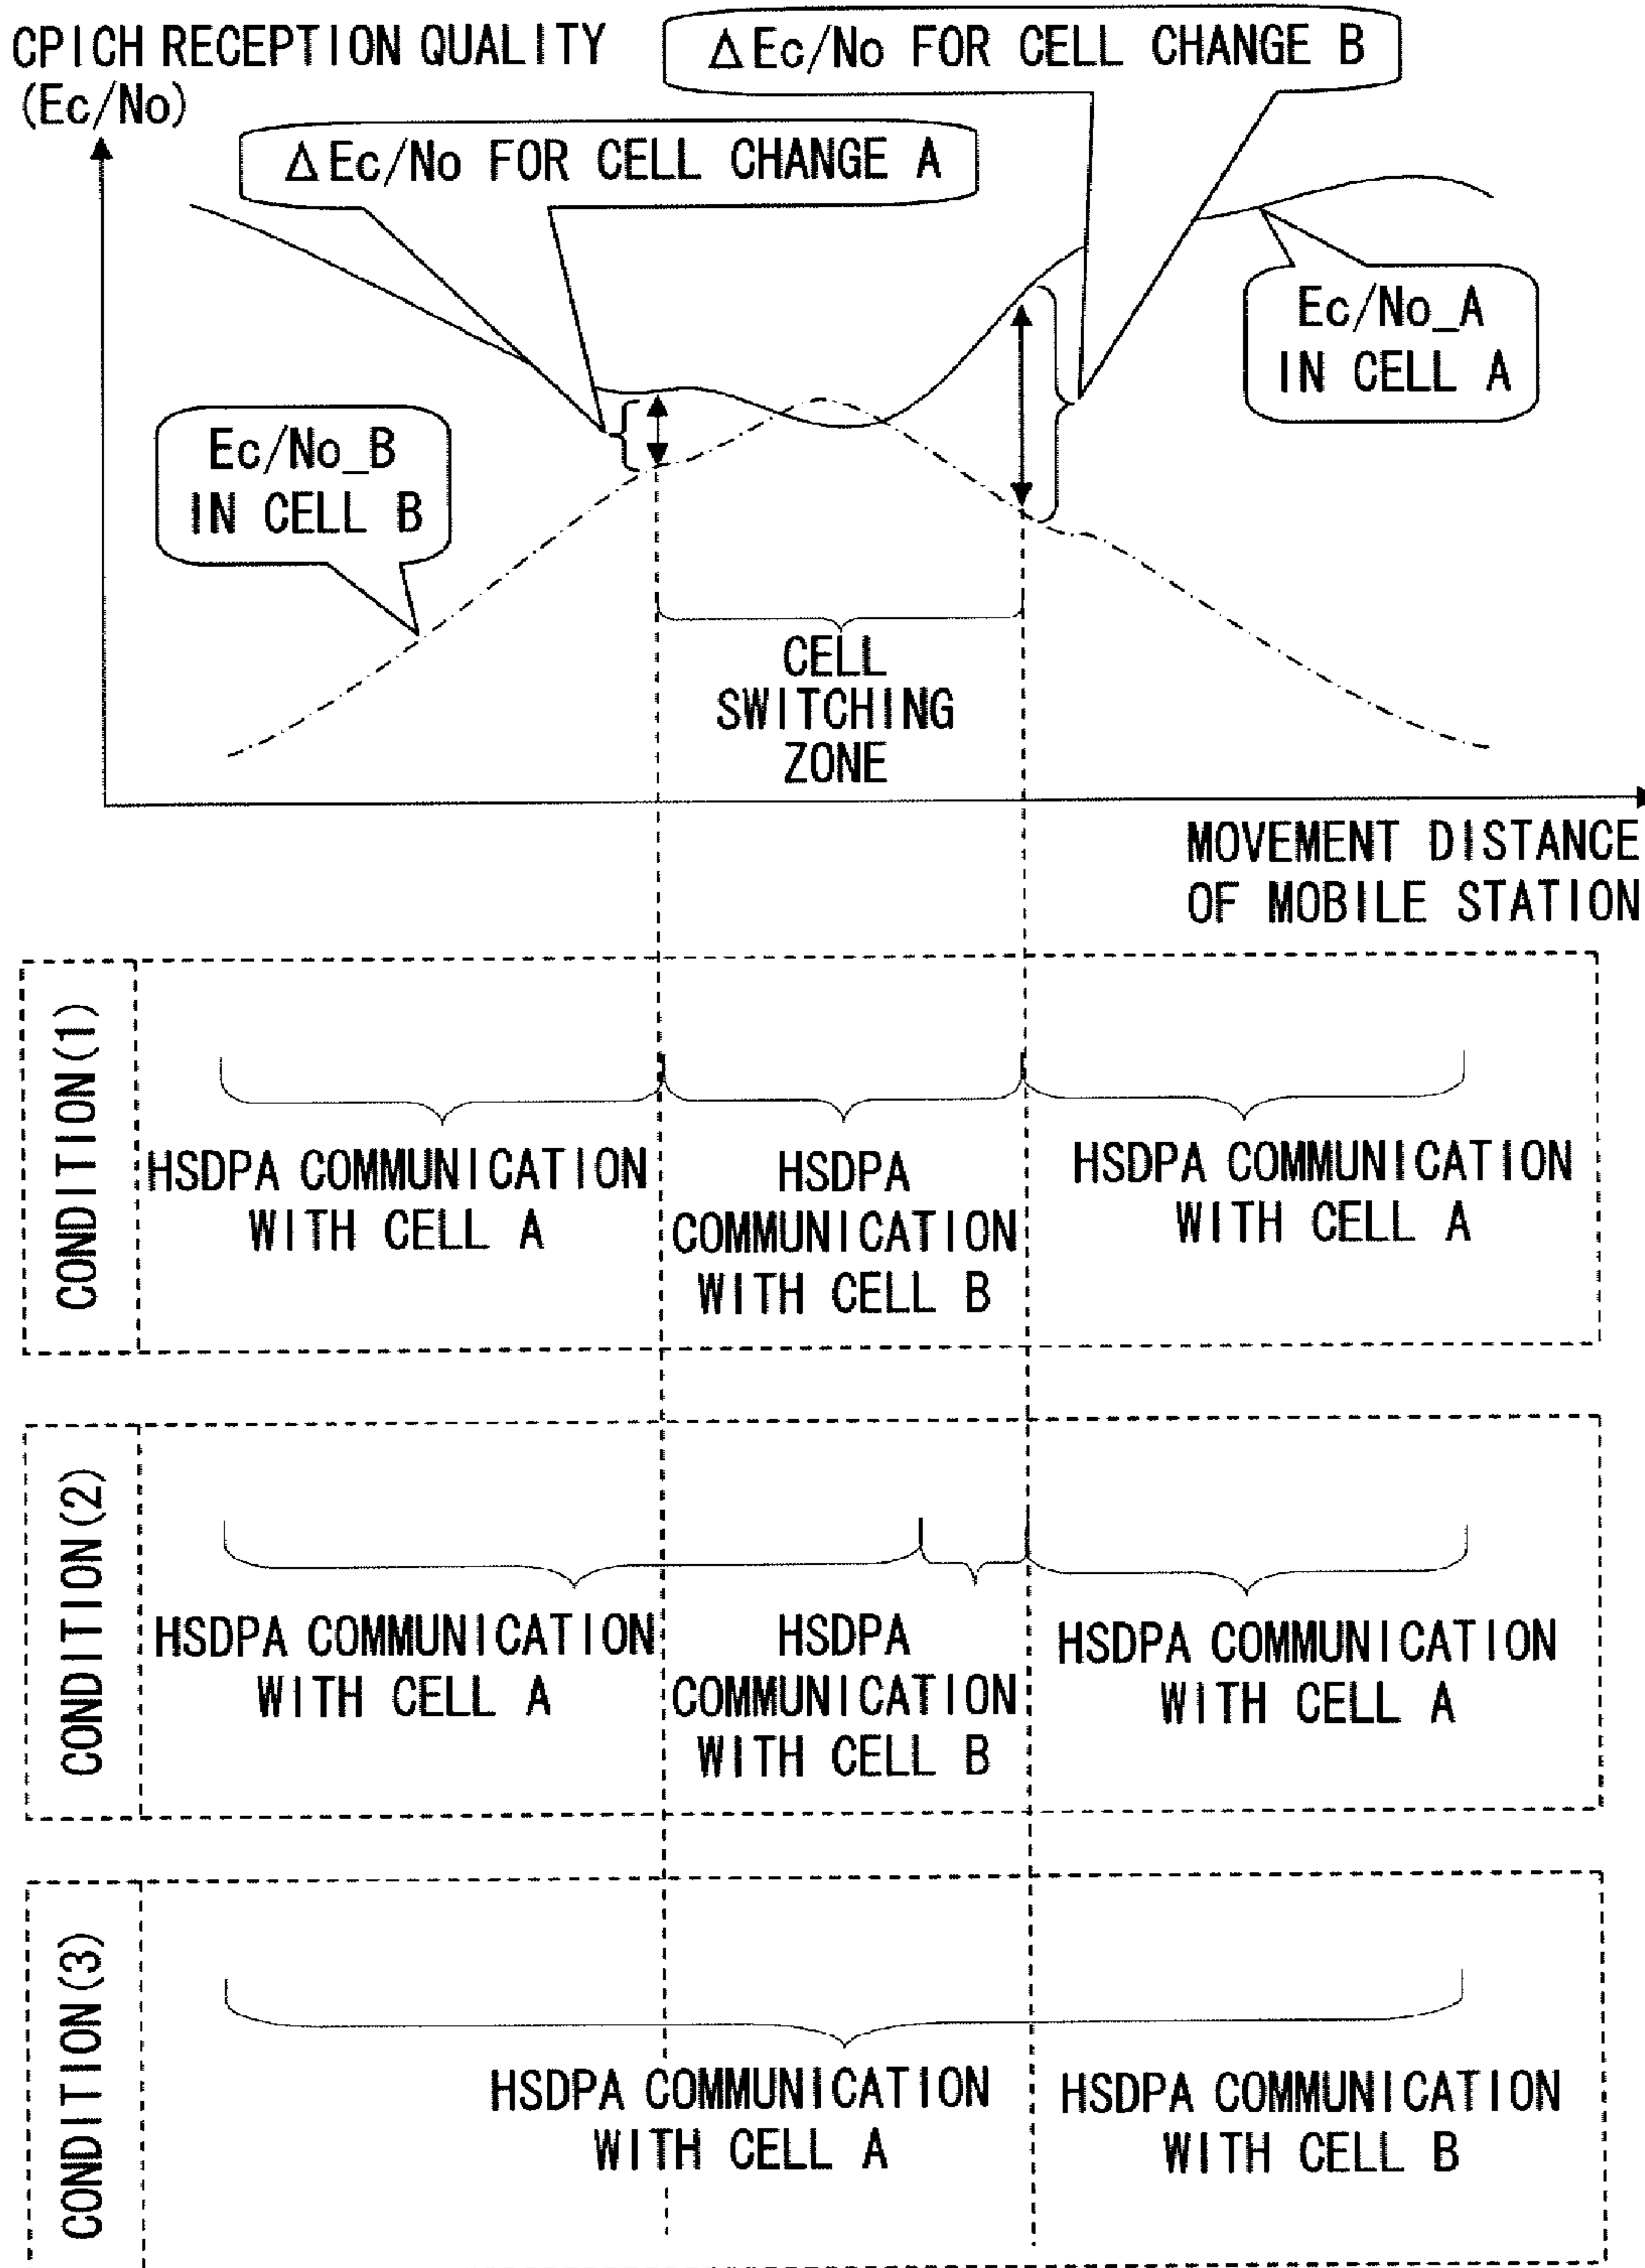 CPICH RECEPTION QUALITY
(Ec/No)
ΔEc/No FOR CELL CHANGE B
ΔEc/No FOR CELL CHANGE A
Ec/No_A
IN CELL A
Ec/No_B
IN CELL B
CELL
SWITCHING
ZONE
MOVEMENT DISTANCE
OF MOBILE STATION
CONDITION(1)
HSDPA COMMUNICATION
WITH CELL A
HSDPA
COMMUNICATION
WITH CELL B
HSDPA COMMUNICATION
WITH CELL A
CONDITION(2)
HSDPA COMMUNICATION
WITH CELL A
HSDPA
COMMUNICATION
WITH CELL B
HSDPA COMMUNICATION
WITH CELL A
CONDITION(3)
HSDPA COMMUNICATION
WITH CELL A
HSDPA COMMUNICATION
WITH CELL B